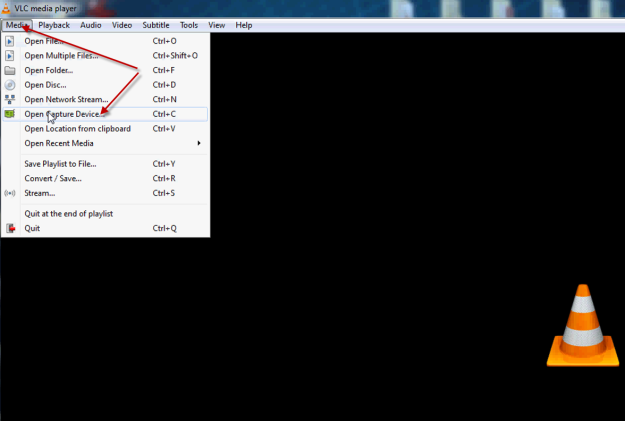 VLC media player
Media Playback Audio Video Subtitle Tools View Help
Open File... Ctrl+O
Open Multiple Files... Ctrl+Shift+O
Open Folder... Ctrl+F
Open Disc... Ctrl+D
Open Network Stream... Ctrl+N
Open Capture Device... Ctrl+C
Open Location from clipboard Ctrl+V
Open Recent Media
Save Playlist to File... Ctrl+Y
Convert / Save... Ctrl+R
Stream... Ctrl+S
Quit at the end of playlist
Quit Ctrl+Q